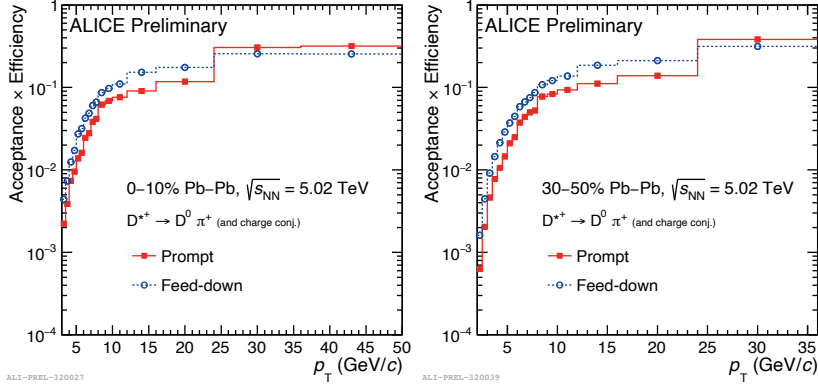 ALICE Preliminary
Acceptance × Efficiency
1
10⁻¹
10⁻²
10⁻³
10⁻⁴
0–10% Pb–Pb, √s_NN = 5.02 TeV
D*⁺ → D⁰ π⁺ (and charge conj.)
Prompt
Feed-down
5 10 15 20 25 30 35 40 45 50
p_T (GeV/c)
ALI-PREL-320027
ALICE Preliminary
Acceptance × Efficiency
1
10⁻¹
10⁻²
10⁻³
10⁻⁴
30–50% Pb–Pb, √s_NN = 5.02 TeV
D*⁺ → D⁰ π⁺ (and charge conj.)
Prompt
Feed-down
5 10 15 20 25 30 35
p_T (GeV/c)
ALI-PREL-320039